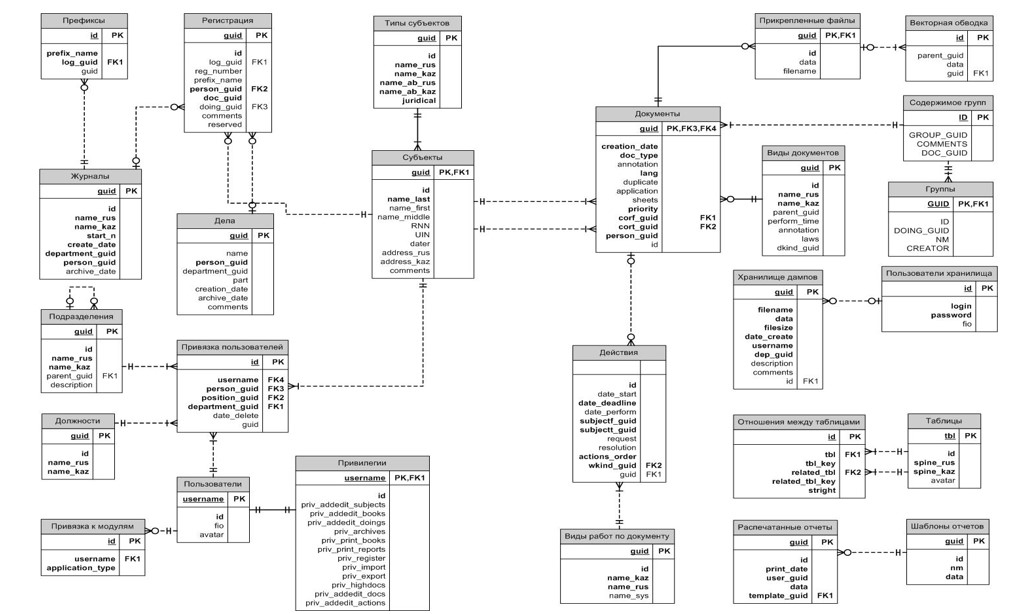 Префиксы
id PK
prefix_name
log_guid FK1
guid
Регистрация
guid PK
id
log_guid FK1
reg_number
prefix_name
person_guid FK2
doc_guid
doing_guid FK3
comments
reserved
Типы субъектов
guid PK
id
name_rus
name_kaz
name_ab_rus
name_ab_kaz
juridical
Прикрепленные файлы
guid PK,FK1
id
data
filename
Векторная обводка
id PK
parent_guid
data
guid FK1
Документы
guid PK,FK3,FK4
creation_date
doc_type
annotation
lang
duplicate
application
sheets
priority
corf_guid FK1
cort_guid FK2
person_guid
id
Содержимое групп
ID PK
GROUP_GUID
COMMENTS
DOC_GUID
Виды документов
guid PK
id
name_rus
name_kaz
parent_guid
perform_time
annotation
laws
dkind_guid
Группы
GUID PK,FK1
ID
DOING_GUID
NM
CREATOR
Журналы
guid PK
id
name_rus
name_kaz
start_n
create_date
department_guid
person_guid
archive_date
Субъекты
guid PK,FK1
id
name_last
name_first
name_middle
RNN
UIN
dater
address_rus
address_kaz
comments
Дела
guid PK
name
person_guid
department_guid
part
creation_date
archive_date
comments
Хранилище дампов
guid PK
filename
data
filesize
date_create
username
dep_guid
description
comments
id FK1
Пользователи хранилища
id PK
login
password
fio
Подразделения
guid PK
id
name_rus
name_kaz
parent_guid FK1
description
Привязка пользователей
id PK
username FK4
person_guid FK3
position_guid FK2
department_guid FK1
date_delete
guid
Действия
id
date_start
date_deadline
date_perform
subjectf_guid
subjectt_guid
request
resolution
actions_order
wkind_guid FK2
guid FK1
Должности
guid PK
id
name_rus
name_kaz
Отношения между таблицами
id PK
tbl FK1
tbl_key
related_tbl FK2
related_tbl_key
stright
Таблицы
tbl PK
id
spine_rus
spine_kaz
avatar
Пользователи
username PK
id
fio
avatar
Привилегии
username PK,FK1
id
priv_addedit_subjects
priv_addedit_books
priv_addedit_doings
priv_archives
priv_print_books
priv_print_reports
priv_register
priv_import
priv_export
priv_highdocs
priv_addedit_docs
priv_addedit_actions
Привязка к модулям
id PK
username FK1
application_type
Виды работ по документу
guid PK
id
name_kaz
name_rus
name_sys
Распечатанные отчеты
guid PK
id
print_date
user_guid
data
template_guid FK1
Шаблоны отчетов
guid PK
id
nm
data